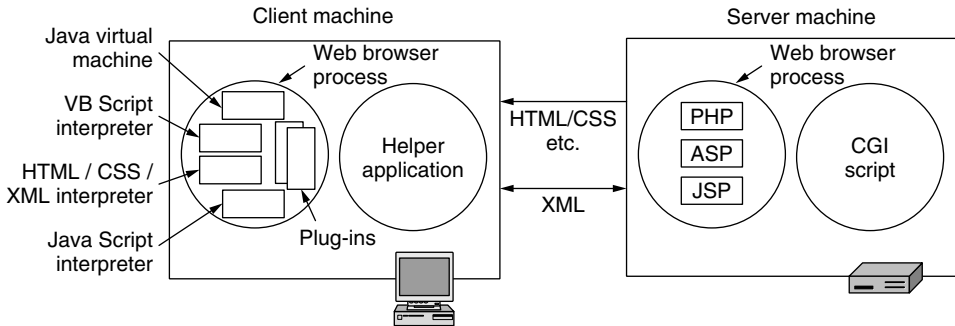 Client machine
Server machine
Java virtual
machine
VB Script
interpreter
HTML / CSS /
XML interpreter
Java Script
interpreter
Web browser
process
Helper
application
Plug-ins
HTML/CSS
etc.
XML
Web browser
process
PHP
ASP
JSP
CGI
script